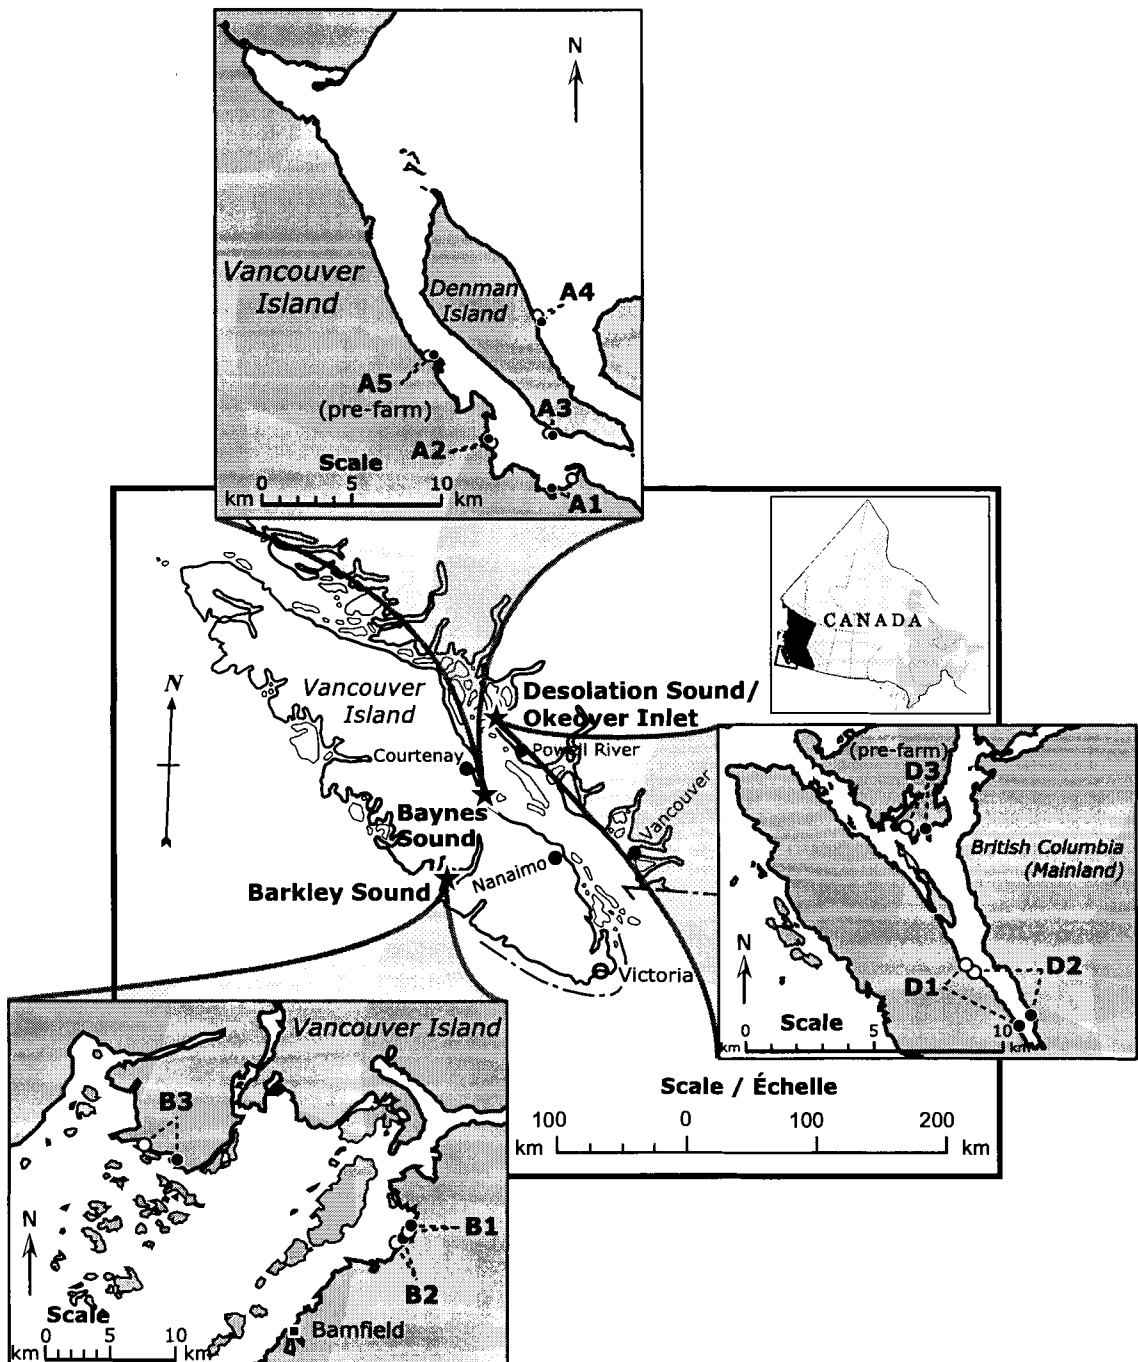 N
Vancouver
Island
Denman
Island
A4
A5
(pre-farm)
A3
A2
Scale
0 5 10
km km
A1
CANADA
N
Vancouver
Island
Desolation Sound/
Okeover Inlet
Courtenay
Powell River
Baynes
Sound
Vancouver
Nanaimo
Barkley Sound
Victoria
(pre-farm)
D3
British Columbia
(Mainland)
N
D2
D1
Scale
0 5 10
km km
Scale / Échelle
100 0 100 200
km km
Vancouver Island
B3
N
B1
B2
Scale
0 5 10
km km
Bamfield